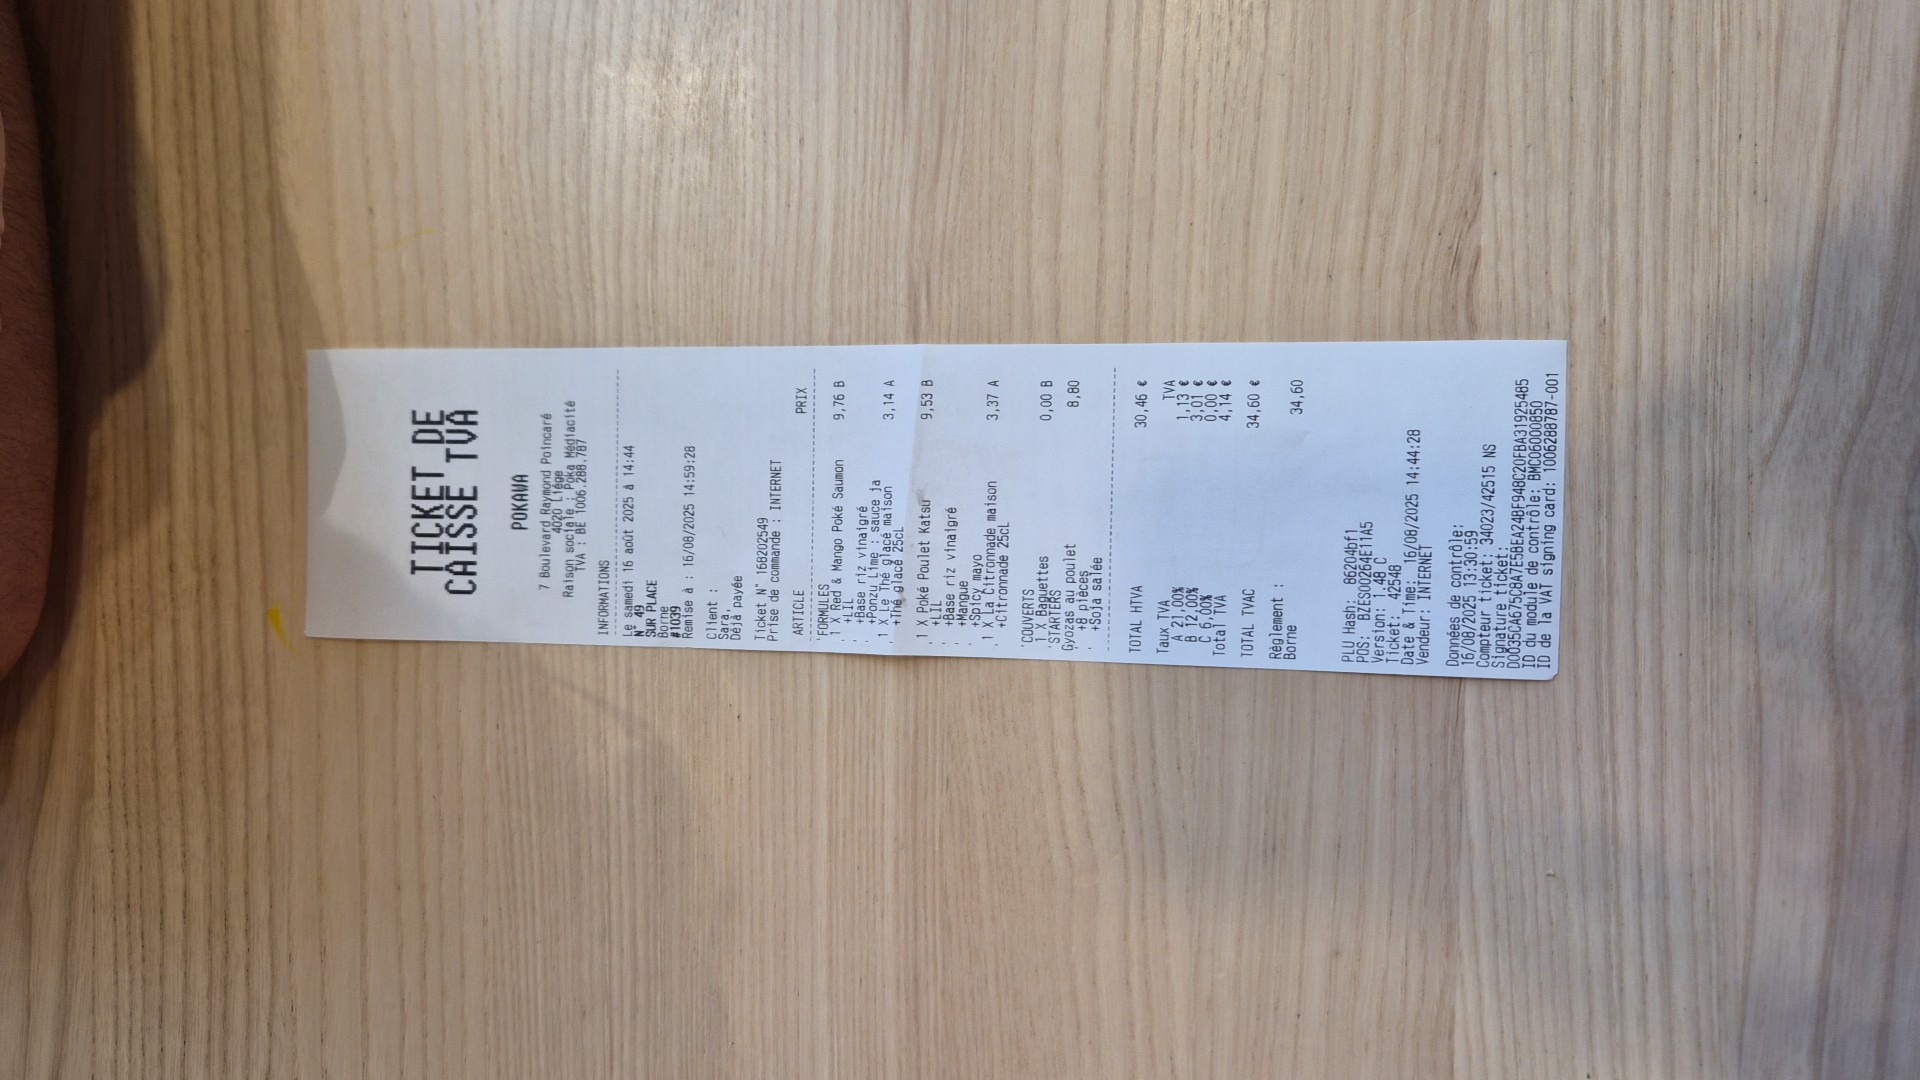 TICKET DE
CAISSE TVA
POKAWA
7 Boulevard Raymond Poincaré
4020 Liège
Raison sociale : Poka Médiacité
TVA : BE 1006.288.787
INFORMATIONS
Le samedi 16 août 2025 à 14:44
N° 49
SUR PLACE
Borne
#1039
Remise à : 16/08/2025 14:59:28
Client :
Sara,
Déjà payée
Ticket N° 168202549
Prise de commande : INTERNET
ARTICLE PRIX
'FORMULES
. 1 X Red & Mango Poké Saumon 9,76 B
. +LIL
. +Base riz vinaigré
. +Ponzu Lime : sauce ja
. 1 X Le Thé glacé maison 3,14 A
. +Thé glacé 25cL
. 1 X Poké Poulet Katsu 9,53 B
. +LIL
. +Base riz vinaigré
. +Mangue
. +Spicy mayo
. 1 X La Citronnade maison 3,37 A
. +Citronnade 25cL
'COUVERTS
1 X Baguettes 0,00 B
'STARTERS
Gyozas au poulet 8,80
. +8 pièces
. +Soja salée
TOTAL HTVA 30,46 €
Taux TVA TVA
A 21,00% 1,13 €
B 12,00% 3,01 €
C 6,00% 0,00 €
Total TVA 4,14 €
TOTAL TVAC 34,60 €
Règlement :
Borne 34,60
PLU Hash: 86204bf1
POS: BZES00264E11A5
Version: 1.48 C
Ticket: 42548
Date & Time: 16/08/2025 14:44:28
Vendeur: INTERNET
Données de contrôle:
16/08/2025 13:30:59
Compteur ticket: 34023/42515 NS
Signature ticket:
ID du module de contrôle: BMC06000850
ID de la VAT signing card: 1006288787-001